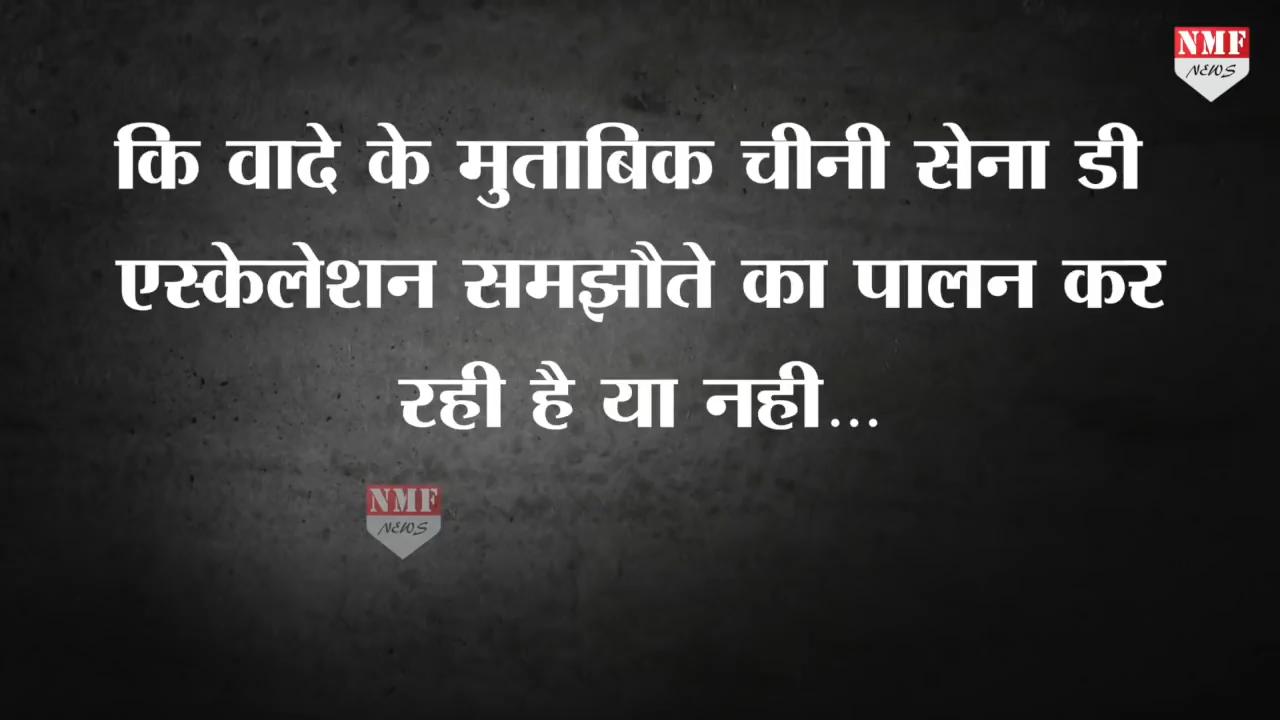 NMF
NEWS
कि वादे के मुताबिक चीनी सेना डी
एस्केलेशन समझौते का पालन कर
रही है या नही...
NMF
NEWS